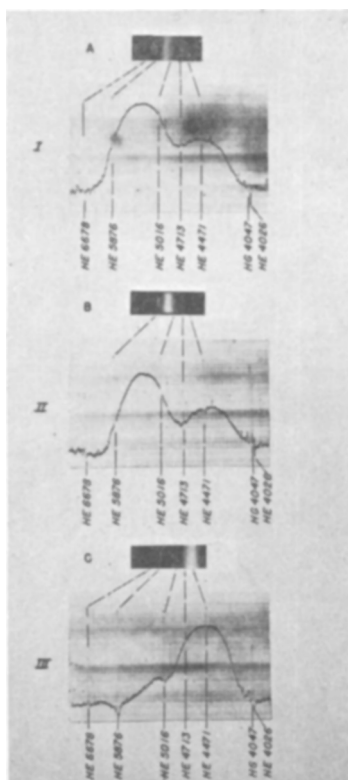 A
I
HE 6678
HE 5876
HE 5016
HE 4713
HE 4471
HG 4047
HE 4026
B
II
HE 6678
HE 5876
HE 5016
HE 4713
HE 4471
HG 4047
HE 4026
C
III
HE 6678
HE 5876
HE 5016
HE 4713
HE 4471
HG 4047
HE 4026